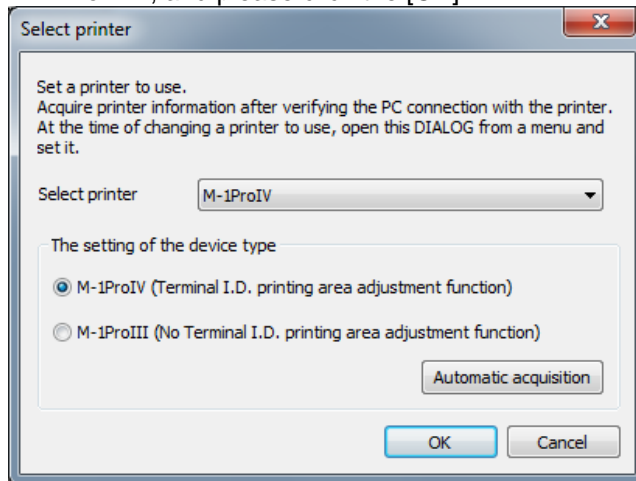 Select printer
Set a printer to use.
Acquire printer information after verifying the PC connection with the printer.
At the time of changing a printer to use, open this DIALOG from a menu and
set it.
Select printer
M-1ProIV
The setting of the device type
M-1ProIV (Terminal I.D. printing area adjustment function)
M-1ProIII (No Terminal I.D. printing area adjustment function)
Automatic acquisition
OK
Cancel